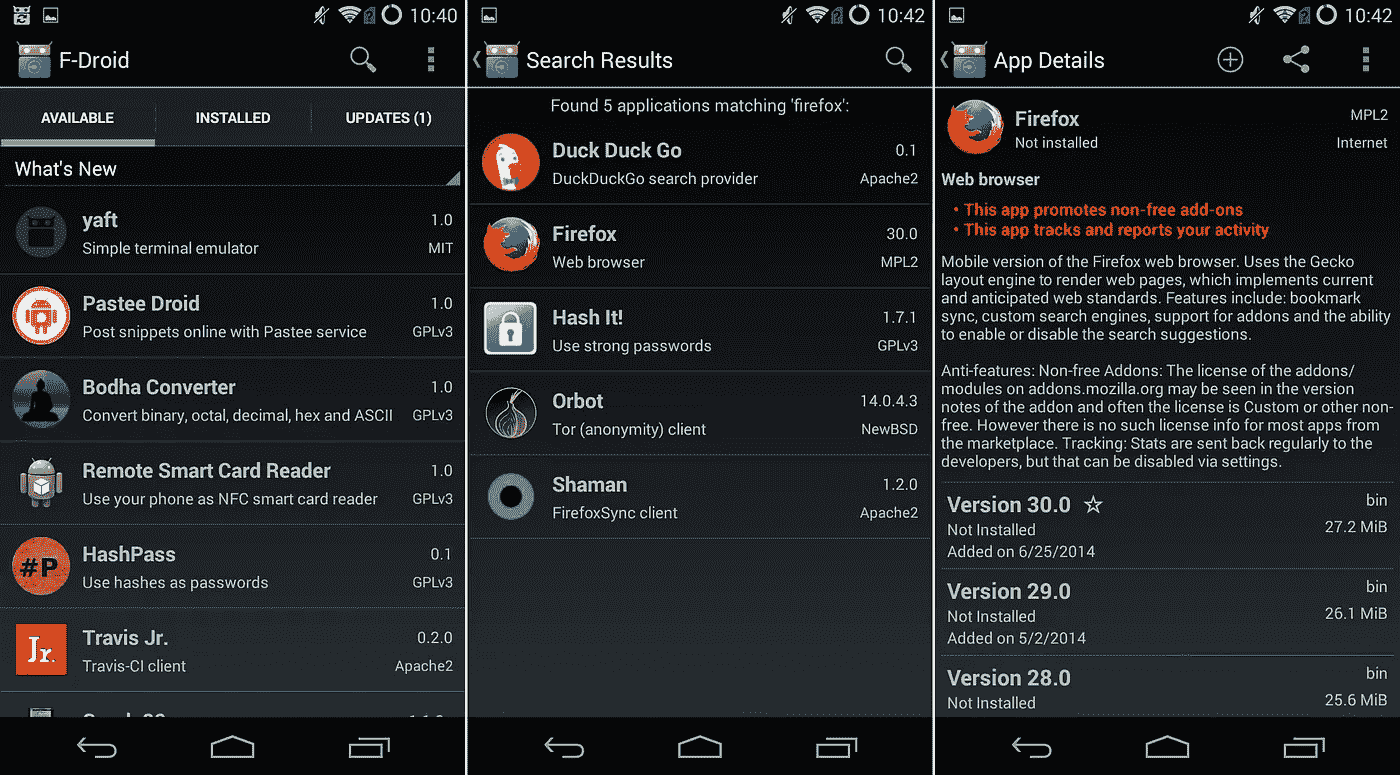 10:40
F-Droid
AVAILABLE INSTALLED UPDATES (1)
What's New
yaft 1.0
Simple terminal emulator MIT
Pastee Droid 1.0
Post snippets online with Pastee service GPLv3
Bodha Converter 1.0
Convert binary, octal, decimal, hex and ASCII GPLv3
Remote Smart Card Reader 1.0
Use your phone as NFC smart card reader GPLv3
#P
HashPass 0.1
Use hashes as passwords GPLv3
Jr.
Travis Jr. 0.2.0
Travis-CI client Apache2
10:42
Search Results
Found 5 applications matching 'firefox':
Duck Duck Go 0.1
DuckDuckGo search provider Apache2
Firefox 30.0
Web browser MPL2
Hash It! 1.7.1
Use strong passwords GPLv3
Orbot 14.0.4.3
Tor (anonymity) client NewBSD
Shaman 1.2.0
FirefoxSync client Apache2
10:42
App Details
Firefox MPL2
Not installed Internet
Web browser
• This app promotes non-free add-ons
• This app tracks and reports your activity
Mobile version of the Firefox web browser. Uses the Gecko
layout engine to render web pages, which implements current
and anticipated web standards. Features include: bookmark
sync, custom search engines, support for addons and the ability
to enable or disable the search suggestions.
Anti-features: Non-free Addons: The license of the addons/
modules on addons.mozilla.org may be seen in the version
notes of the addon and often the license is Custom or other non-
free. However there is no such license info for most apps from
the marketplace. Tracking: Stats are sent back regularly to the
developers, but that can be disabled via settings.
Version 30.0 ☆ bin
Not Installed 27.2 MiB
Added on 6/25/2014
Version 29.0 bin
Not Installed 26.1 MiB
Added on 5/2/2014
Version 28.0 bin
Not Installed 25.6 MiB